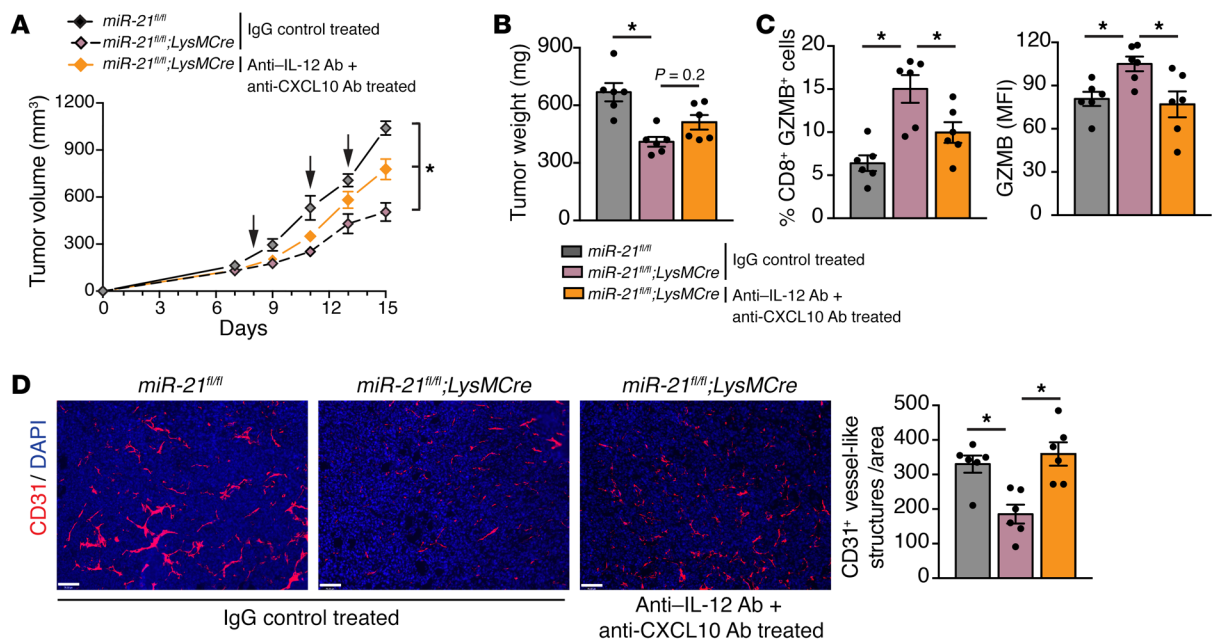 A
miR-21fl/fl
miR-21fl/fl;LysMCre
IgG control treated
miR-21fl/fl;LysMCre
Anti–IL-12 Ab +
anti-CXCL10 Ab treated
Tumor volume (mm3)
1200
900
600
300
0
0 3 6 9 12 15
Days
*
B
Tumor weight (mg)
900
600
300
0
*
P = 0.2
C
% CD8+ GZMB+ cells
20
15
10
5
0
* *
GZMB (MFI)
120
90
60
30
0
* *
miR-21fl/fl
miR-21fl/fl;LysMCre
IgG control treated
miR-21fl/fl;LysMCre
Anti–IL-12 Ab +
anti-CXCL10 Ab treated
D
miR-21fl/fl
miR-21fl/fl;LysMCre
miR-21fl/fl;LysMCre
CD31/ DAPI
IgG control treated
Anti–IL-12 Ab +
anti-CXCL10 Ab treated
CD31+ vessel-like
structures /area
500
400
300
200
100
0
* *